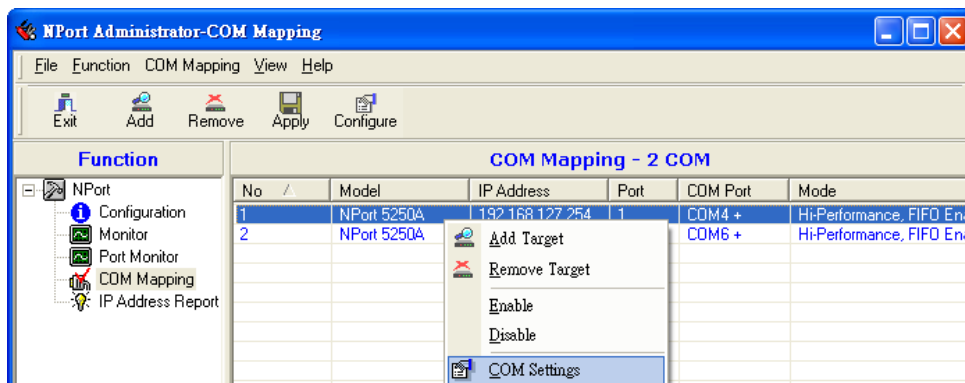 NPort Administrator-COM Mapping
File Function COM Mapping View Help
Exit Add Remove Apply Configure
Function
COM Mapping - 2 COM
NPort
Configuration
Monitor
Port Monitor
COM Mapping
IP Address Report
No Model IP Address Port COM Port Mode
1 NPort 5250A 192.168.127.254 1 COM4 + Hi-Performance, FIFO Ena
2 NPort 5250A COM6 + Hi-Performance, FIFO Ena
Add Target
Remove Target
Enable
Disable
COM Settings